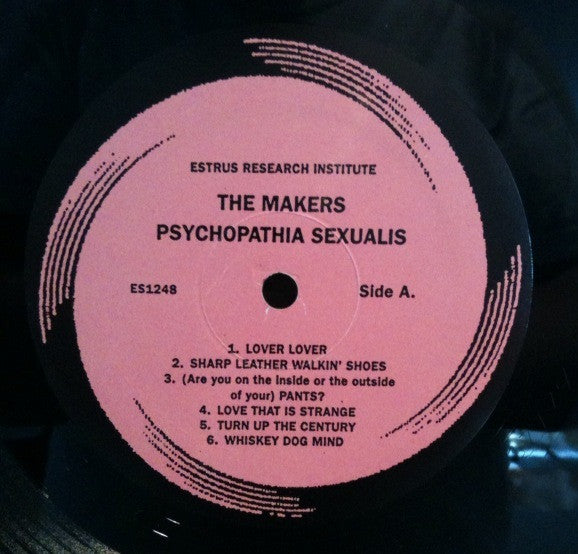 ESTRUS RESEARCH INSTITUTE
THE MAKERS
PSYCHOPATHIA SEXUALIS
ES1248
Side A.
1. LOVER LOVER
2. SHARP LEATHER WALKIN' SHOES
3. (Are you on the inside or the outside
of your) PANTS?
4. LOVE THAT IS STRANGE
5. TURN UP THE CENTURY
6. WHISKEY DOG MIND